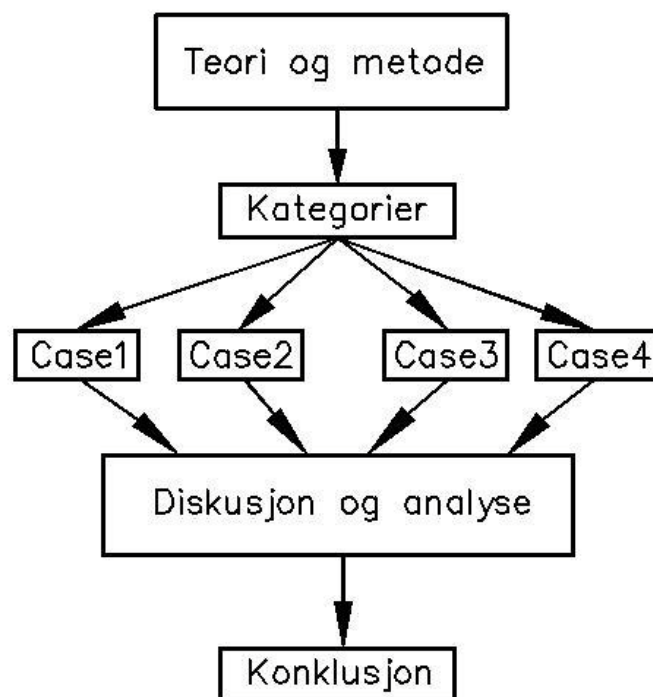 Teori og metode
Kategorier
Case1
Case2
Case3
Case4
Diskusjon og analyse
Konklusjon